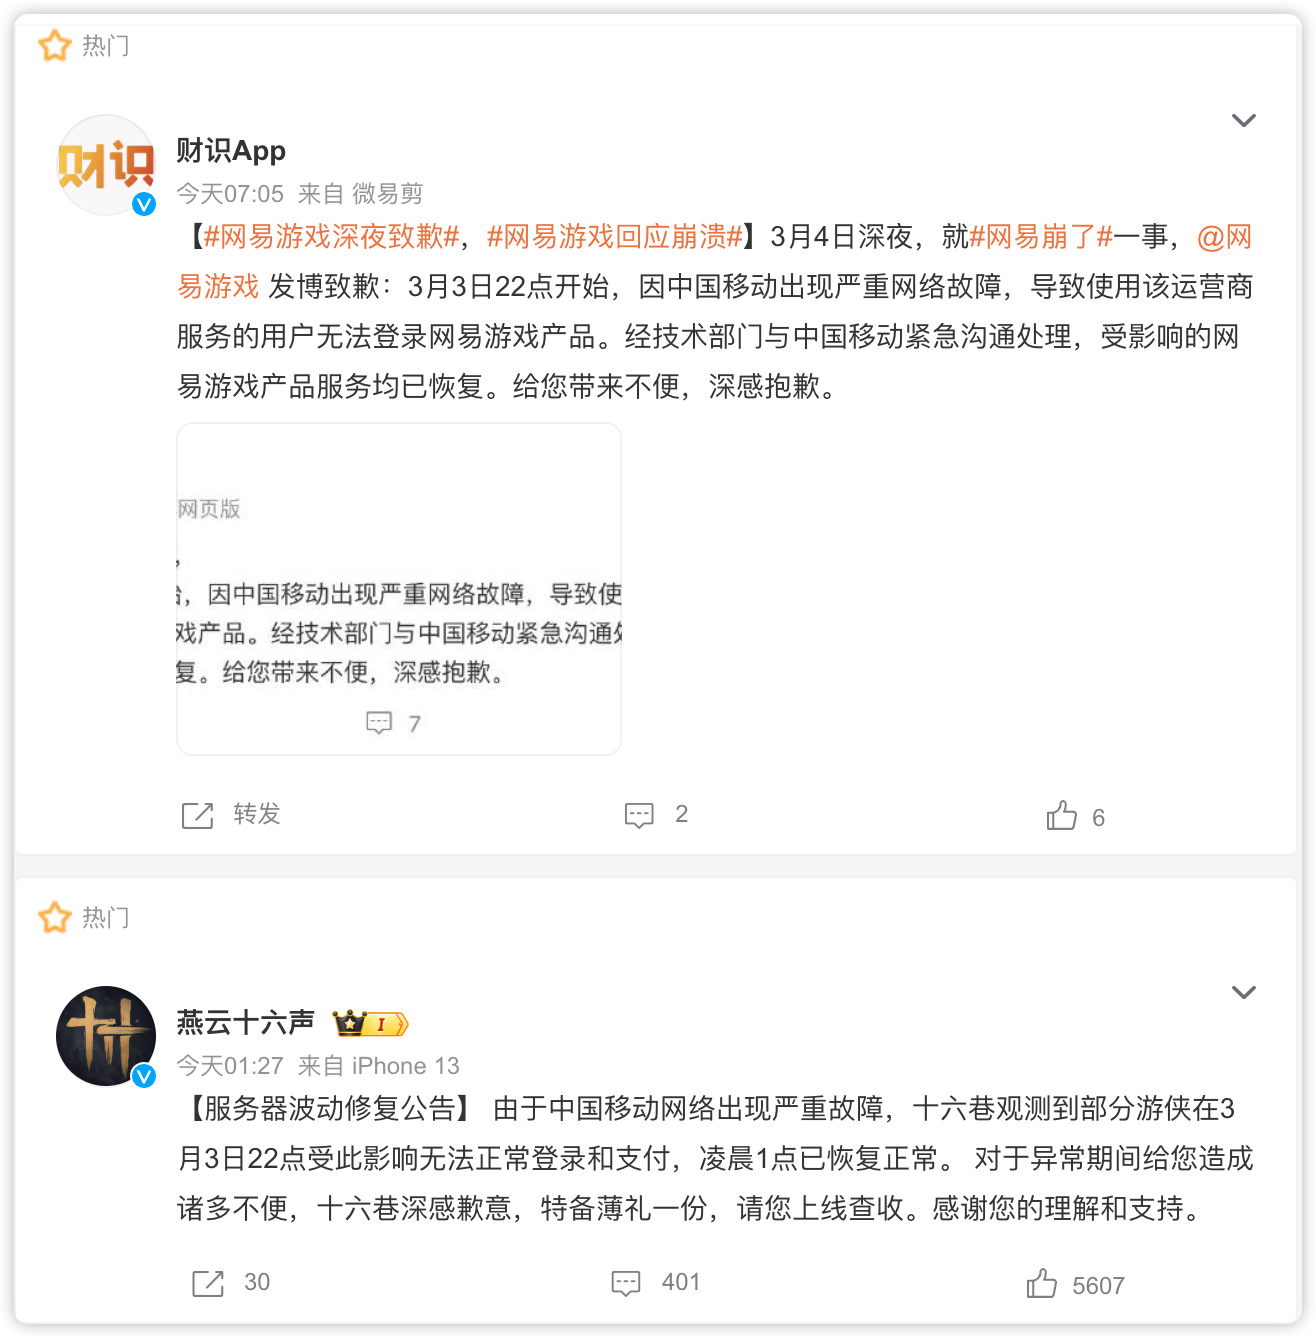 热门
财识
财识App
今天07:05 来自 微易剪
【#网易游戏深夜致歉#，#网易游戏回应崩溃#】3月4日深夜，就#网易崩了#一事，@网
易游戏 发博致歉：3月3日22点开始，因中国移动出现严重网络故障，导致使用该运营商
服务的用户无法登录网易游戏产品。经技术部门与中国移动紧急沟通处理，受影响的网
易游戏产品服务均已恢复。给您带来不便，深感抱歉。
网页版
，因中国移动出现严重网络故障，导致使
戏产品。经技术部门与中国移动紧急沟通
复。给您带来不便，深感抱歉。
7
转发 2 6
热门
燕云十六声 I
今天01:27 来自 iPhone 13
【服务器波动修复公告】 由于中国移动网络出现严重故障，十六巷观测到部分游侠在3
月3日22点受此影响无法正常登录和支付，凌晨1点已恢复正常。 对于异常期间给您造成
诸多不便，十六巷深感歉意，特备薄礼一份，请您上线查收。感谢您的理解和支持。
30 401 5607